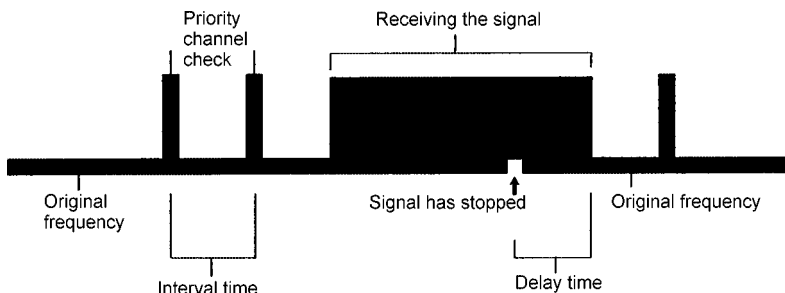 Priority
channel
check
Receiving the signal
Original
frequency
Signal has stopped
Original frequency
Interval time
Delay time